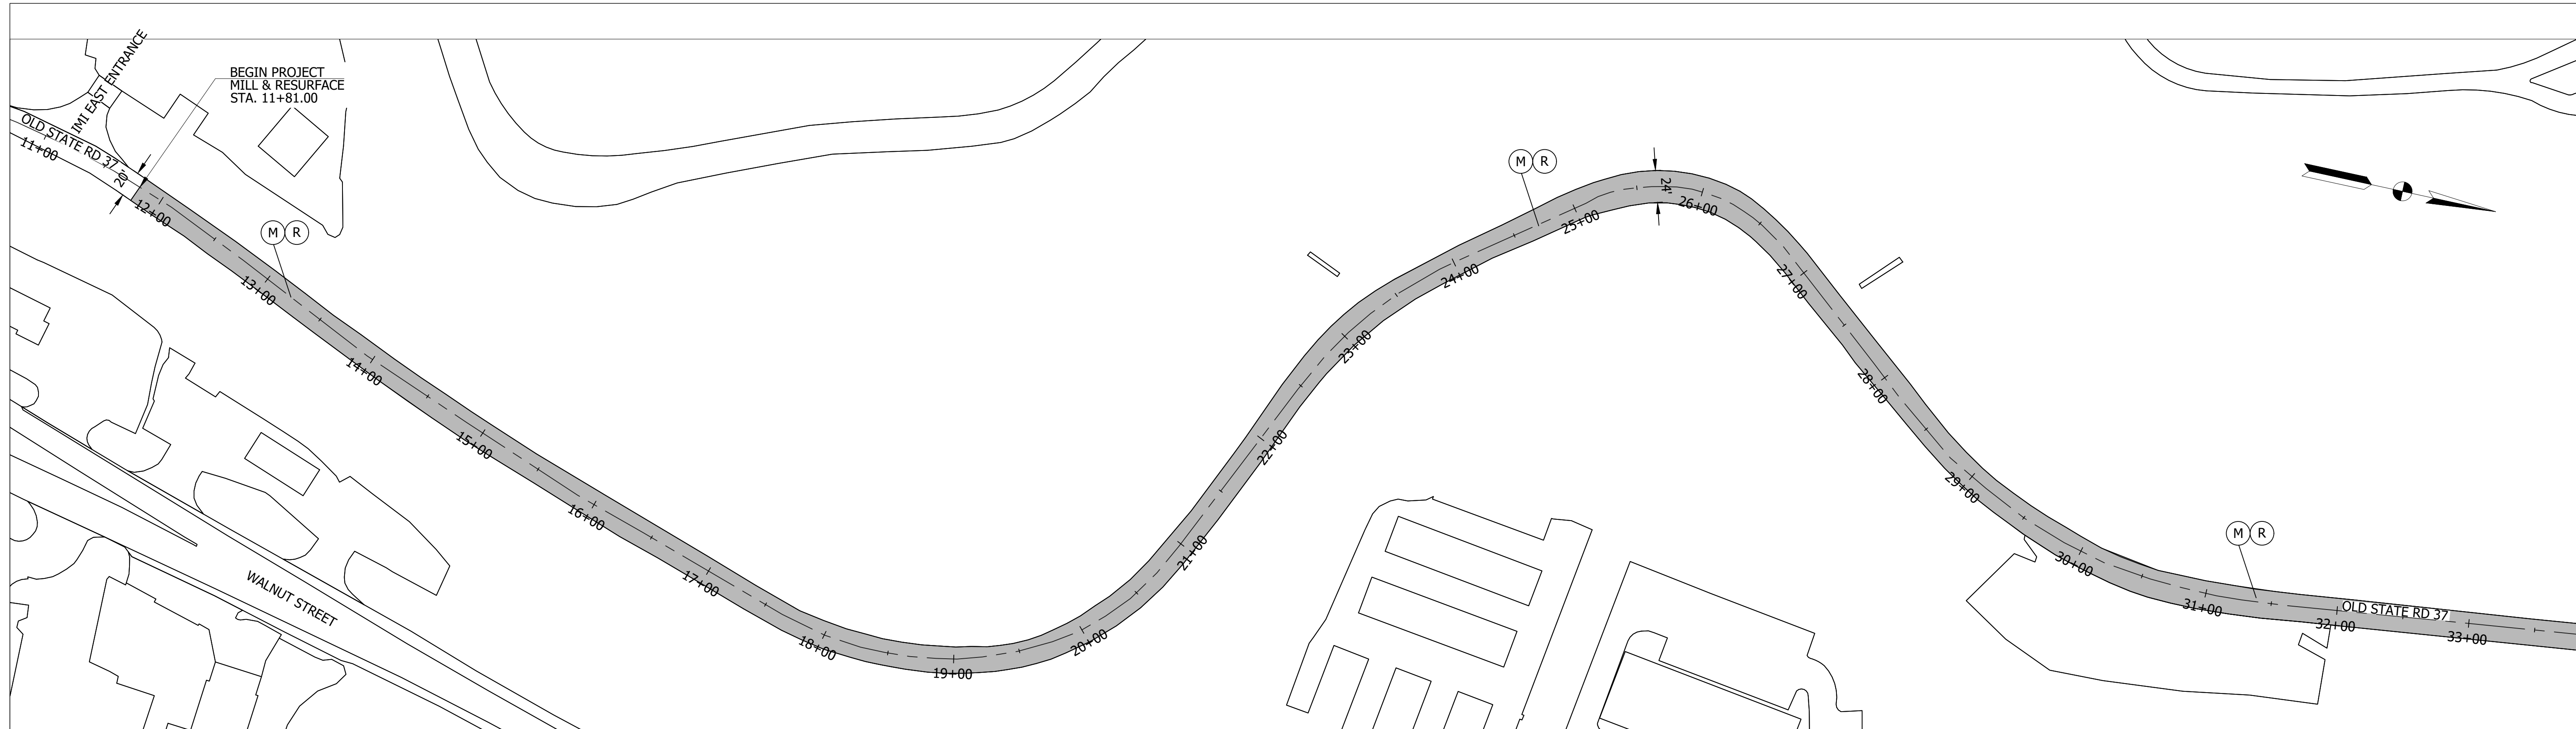 IMI EAST ENTRANCE
BEGIN PROJECT
MILL & RESURFACE
STA. 11+81.00
OLD STATE RD 37
11+00
20'
12+00
M R
13+00
14+00
15+00
16+00
17+00
18+00
19+00
20+00
21+00
22+00
23+00
24+00
M R
25+00
24'
26+00
27+00
28+00
29+00
30+00
31+00
M R
OLD STATE RD 37
32+00
33+00
WALNUT STREET